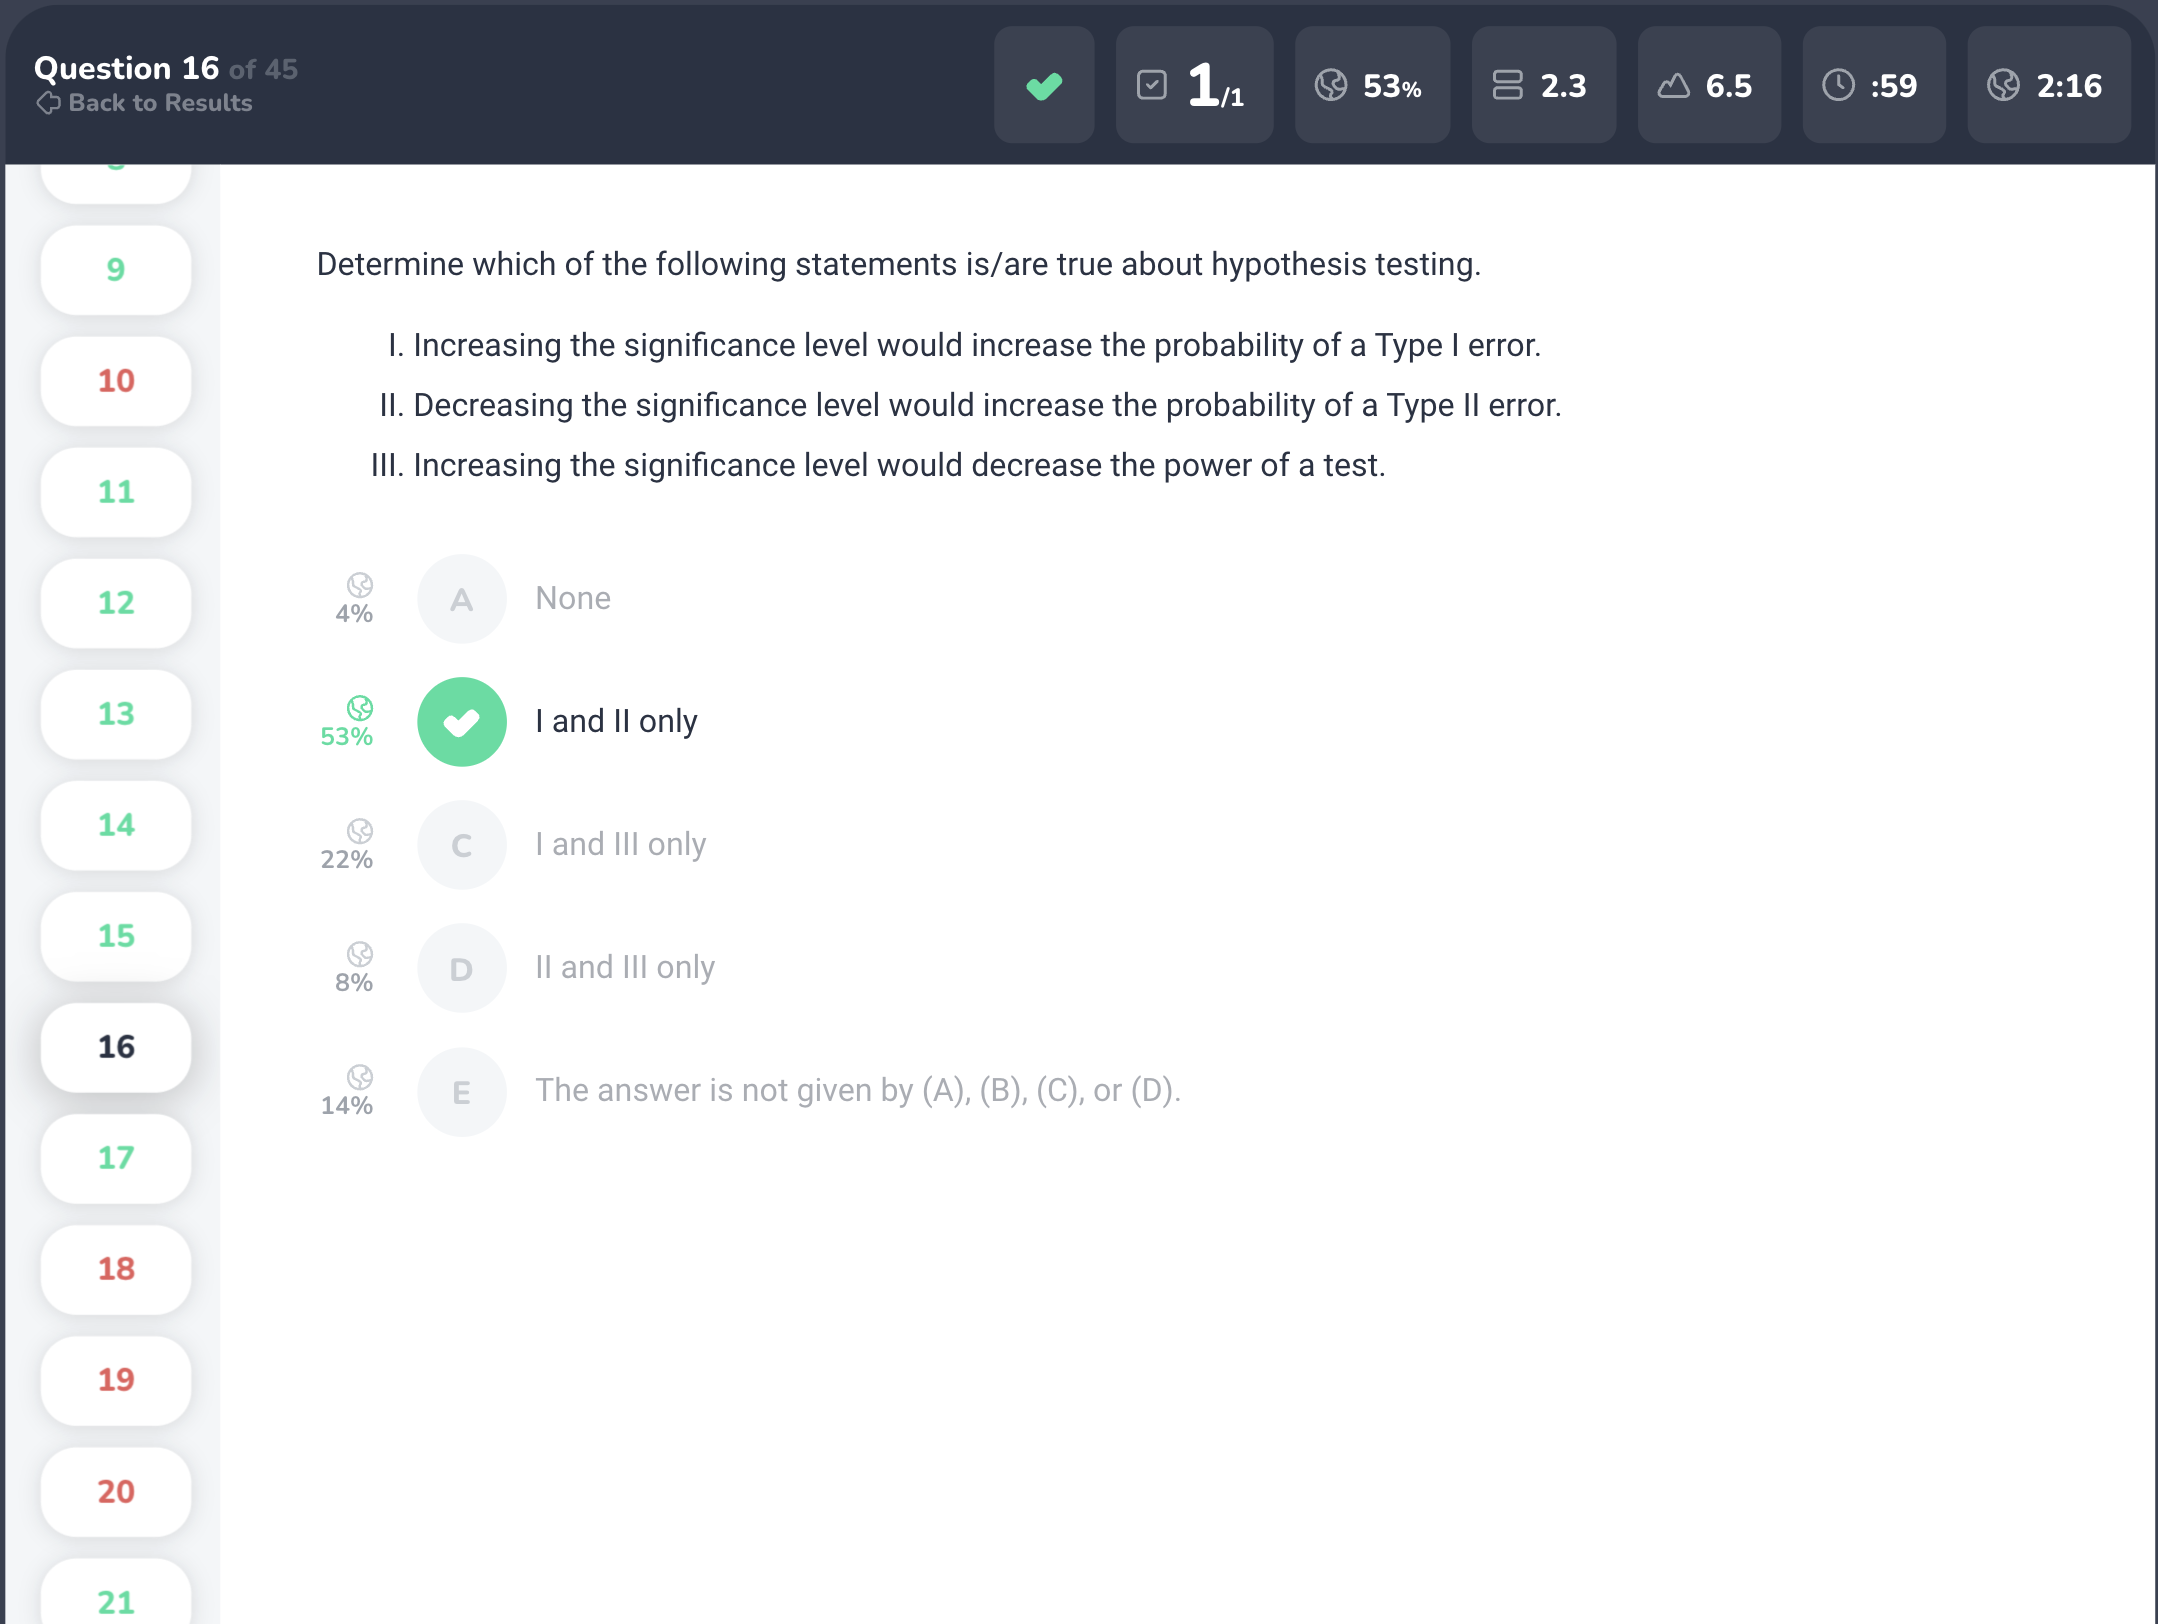 Question 16 of 45
Back to Results
1/1
53%
2.3
6.5
:59
2:16
9
10
11
12
13
14
15
16
17
18
19
20
21
Determine which of the following statements is/are true about hypothesis testing.
I. Increasing the significance level would increase the probability of a Type I error.
II. Decreasing the significance level would increase the probability of a Type II error.
III. Increasing the significance level would decrease the power of a test.
4% A None
53% I and II only
22% C I and III only
8% D II and III only
14% E The answer is not given by (A), (B), (C), or (D).